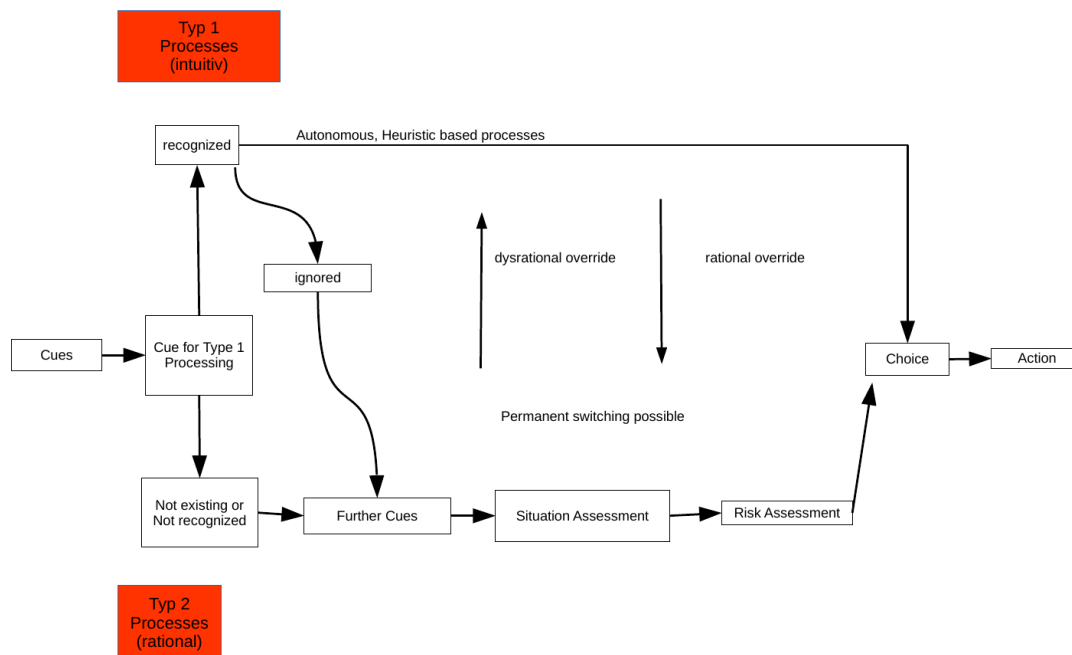 Typ 1
Processes
(intuitiv)
Autonomous, Heuristic based processes
recognized
dysrational override
rational override
ignored
Cues
Cue for Type 1
Processing
Choice
Action
Permanent switching possible
Not existing or
Not recognized
Further Cues
Situation Assessment
Risk Assessment
Typ 2
Processes
(rational)